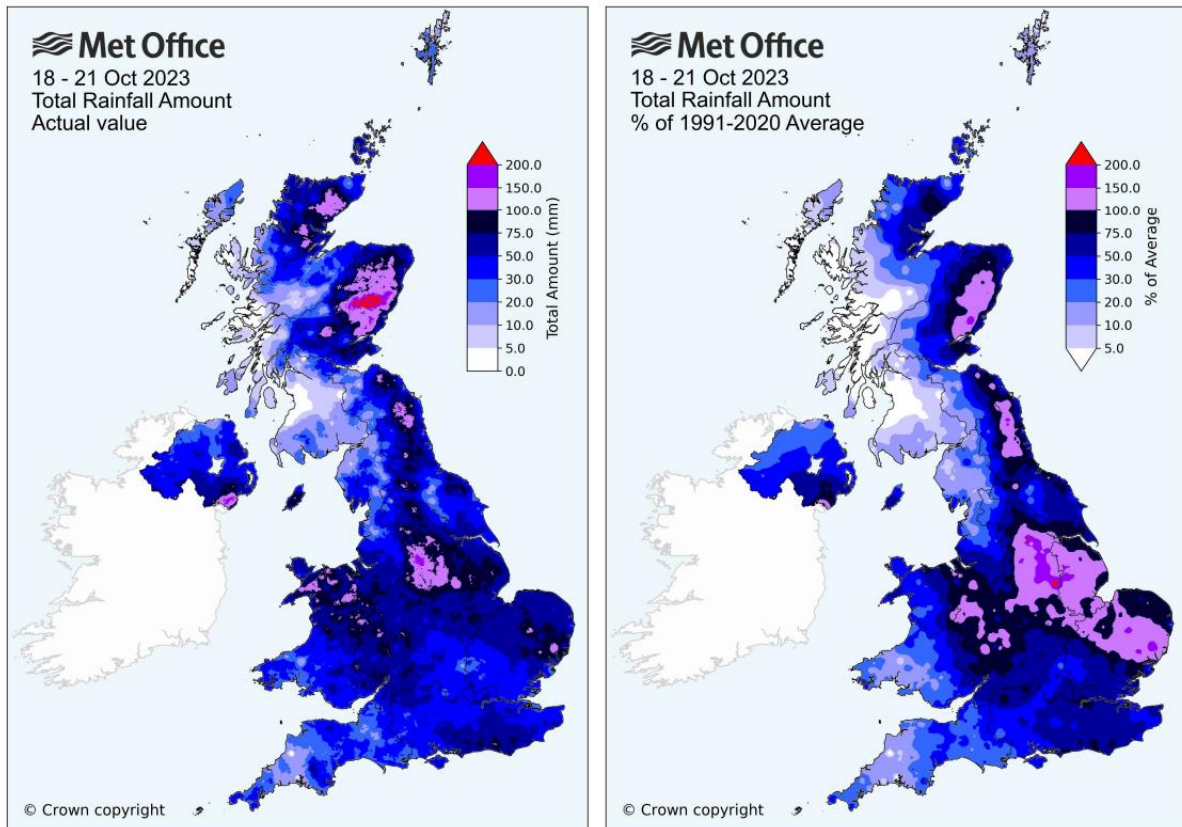 Met Office
18 - 21 Oct 2023
Total Rainfall Amount
Actual value
200.0
150.0
100.0
75.0
50.0
30.0
20.0
10.0
5.0
0.0
Total Amount (mm)
© Crown copyright
Met Office
18 - 21 Oct 2023
Total Rainfall Amount
% of 1991-2020 Average
200.0
150.0
100.0
75.0
50.0
30.0
20.0
10.0
5.0
% of Average
© Crown copyright